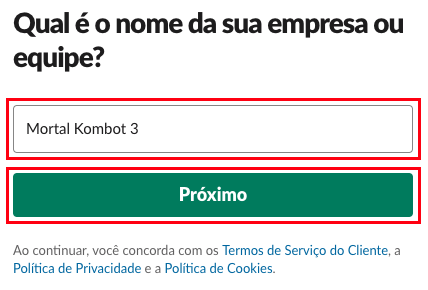 Qual é o nome da sua empresa ou
equipe?
Mortal Kombot 3
Próximo
Ao continuar, você concorda com os Termos de Serviço do Cliente, a
Política de Privacidade e a Política de Cookies.